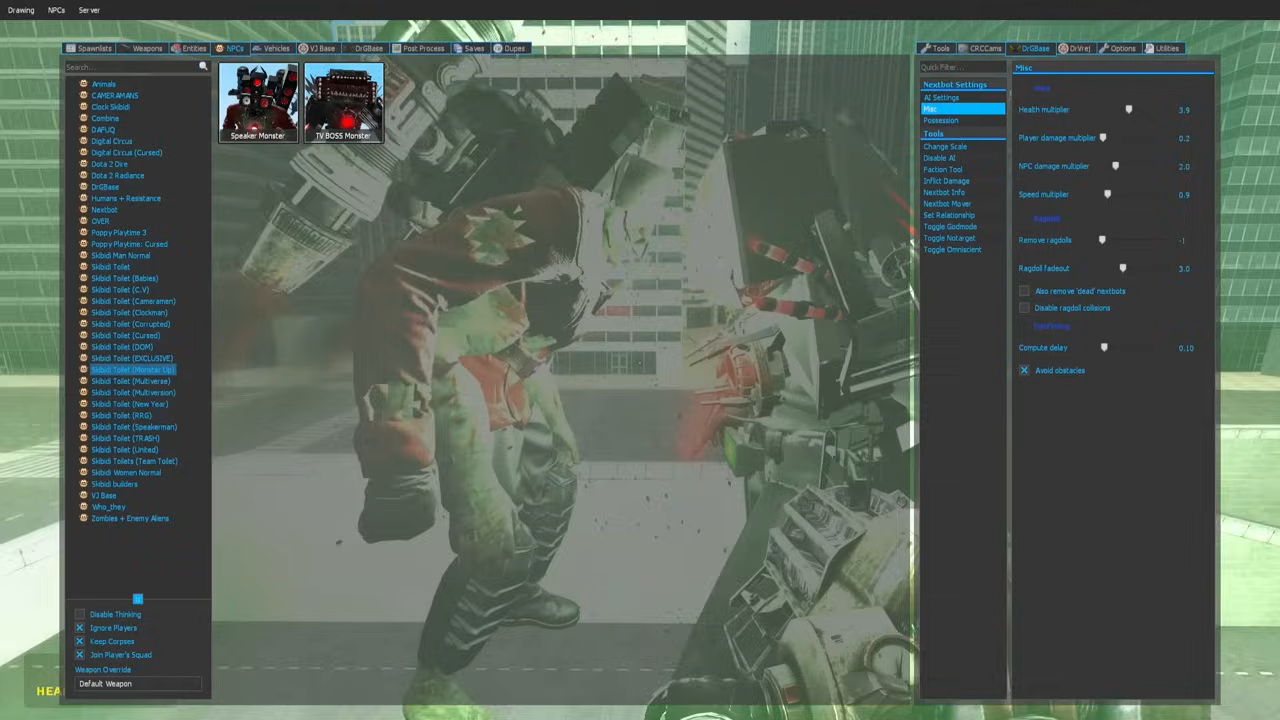 Drawing NPCs Server
Spawnlists Weapons Entities NPCs Vehicles VJ Base DrGBase Post Process Saves Dupes
Search...
Animals
CAMERAMANS
Clock Skibidi
Combine
DAFUQ
Digital Circus
Digital Circus (Cursed)
Dota 2 Dire
Dota 2 Radiance
DrGBase
Humans + Resistance
Nextbot
OVER
Poppy Playtime 3
Poppy Playtime: Cursed
Skibidi Man Normal
Skibidi Toilet
Skibidi Toilet (Babies)
Skibidi Toilet (C.V)
Skibidi Toilet (Cameramen)
Skibidi Toilet (Clockman)
Skibidi Toilet (Corrupted)
Skibidi Toilet (Cursed)
Skibidi Toilet (DOM)
Skibidi Toilet (EXCLUSIVE)
Skibidi Toilet (Monster Up)
Skibidi Toilet (Multiverse)
Skibidi Toilet (Multiversion)
Skibidi Toilet (New Year)
Skibidi Toilet (RRG)
Skibidi Toilet (Speakerman)
Skibidi Toilet (TRASH)
Skibidi Toilet (United)
Skibidi Toilets (Team Toilet)
Skibidi Women Normal
Skibidi builders
VJ Base
Who_they
Zombies + Enemy Aliens
Disable Thinking
Ignore Players
Keep Corpses
Join Player's Squad
Weapon Override
Default Weapon
HEA
Speaker Monster
TV BOSS Monster
Tools CRCCams DrGBase DrVrej Options Utilities
Quick Filter...
Nextbot Settings
AI Settings
Misc
Possession
Tools
Change Scale
Disable AI
Faction Tool
Inflict Damage
Nextbot Info
Nextbot Mover
Set Relationship
Toggle Godmode
Toggle Notarget
Toggle Omniscient
Misc
Health multiplier 3.9
Player damage multiplier 0.2
NPC damage multiplier 2.0
Speed multiplier 0.9
Ragdolls
Remove ragdolls -1
Ragdoll fadeout 3.0
Also remove 'dead' nextbots
Disable ragdoll collisions
Pathfinding
Compute delay 0.10
Avoid obstacles